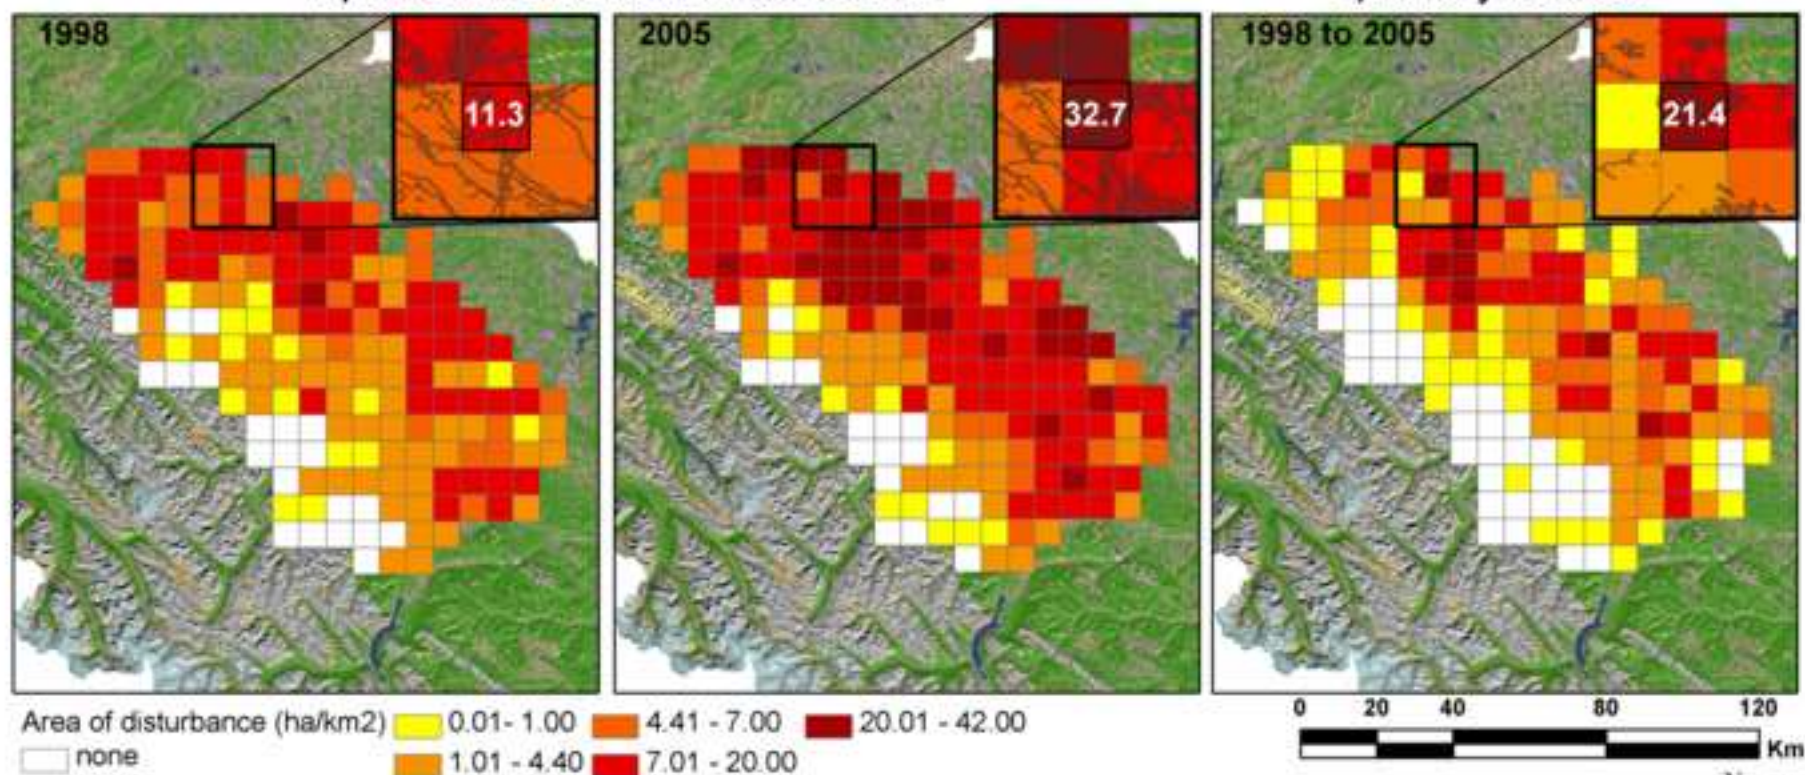 1998
2005
1998 to 2005
11.3
32.7
21.4
Area of disturbance (ha/km2)
none
0.01- 1.00
1.01 - 4.40
4.41 - 7.00
7.01 - 20.00
20.01 - 42.00
0 20 40 80 120
Km